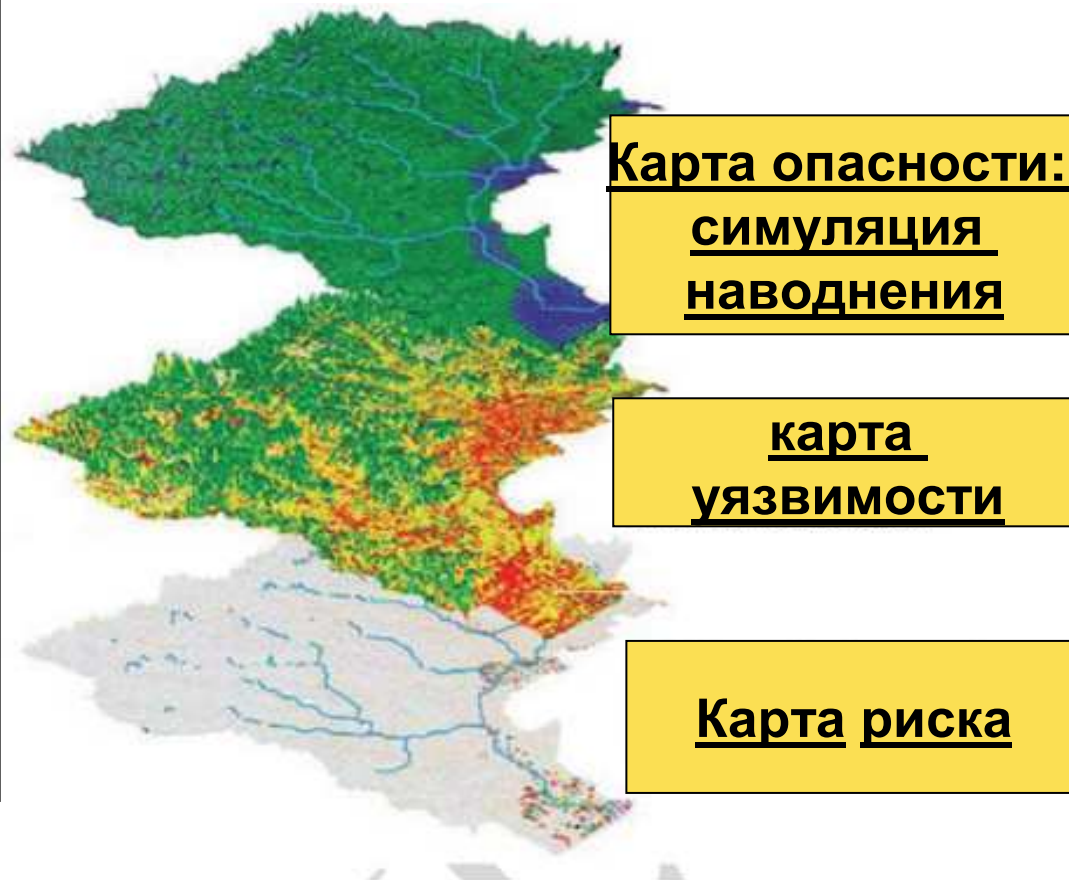 Карта опасности:
симуляция
наводнения
карта
уязвимости
Карта риска